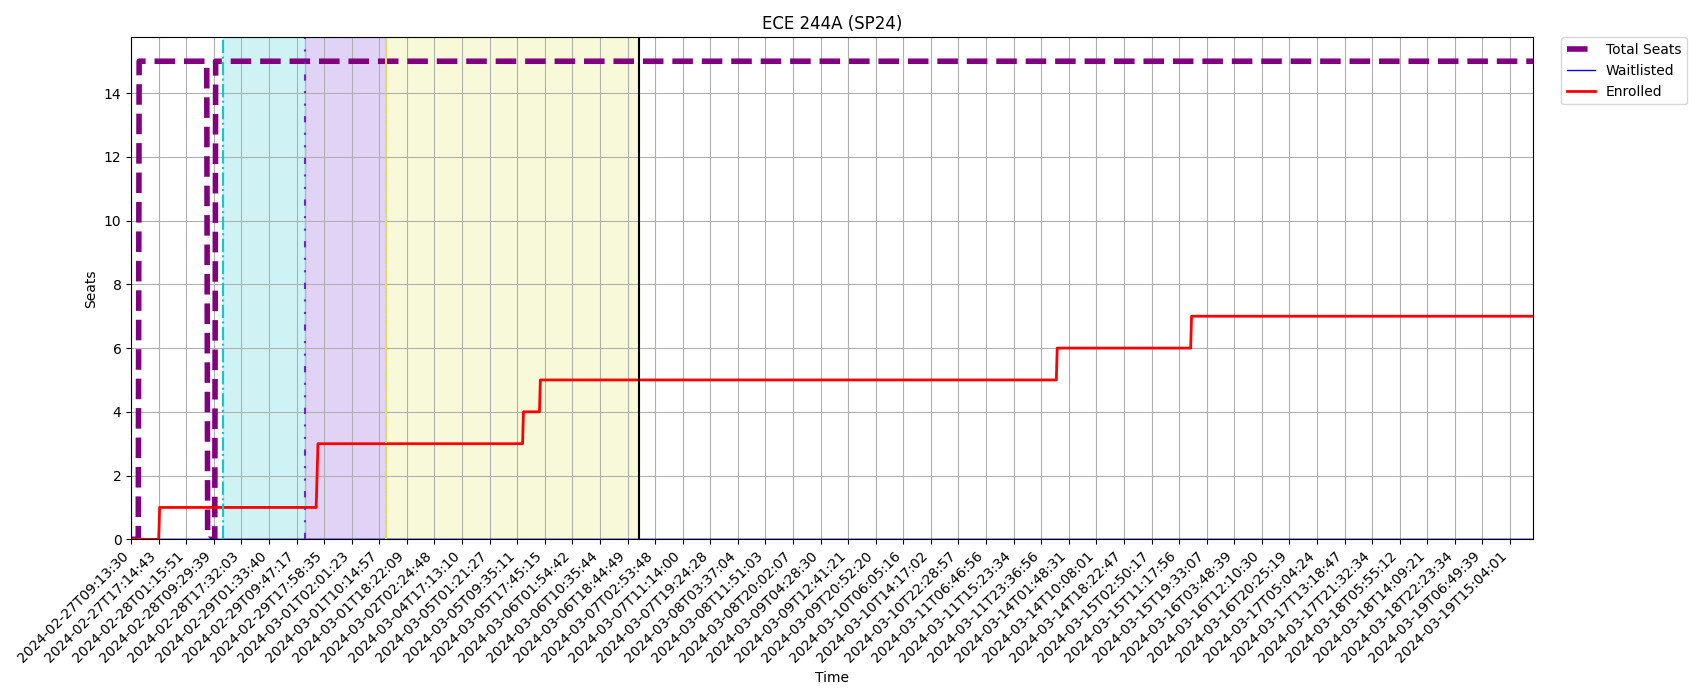 ECE 244A (SP24)
Total Seats
Waitlisted
Enrolled
14
12
10
8
6
4
2
0
Seats
2024-02-27T09:13:30
2024-02-27T17:14:43
2024-02-28T01:15:51
2024-02-28T09:29:39
2024-02-28T17:32:03
2024-02-29T01:33:40
2024-02-29T09:47:17
2024-02-29T17:58:35
2024-03-01T02:01:23
2024-03-01T10:14:57
2024-03-01T18:22:09
2024-03-02T02:24:48
2024-03-04T17:13:10
2024-03-05T01:21:27
2024-03-05T09:35:11
2024-03-05T17:45:15
2024-03-06T01:54:42
2024-03-06T10:35:44
2024-03-06T18:44:49
2024-03-07T02:53:48
2024-03-07T11:14:00
2024-03-07T19:24:28
2024-03-08T03:37:04
2024-03-08T11:51:03
2024-03-08T20:02:07
2024-03-09T04:28:30
2024-03-09T12:41:21
2024-03-09T20:52:20
2024-03-10T06:05:16
2024-03-10T14:17:02
2024-03-10T22:28:57
2024-03-11T06:46:56
2024-03-11T15:23:34
2024-03-11T23:36:56
2024-03-14T01:48:31
2024-03-14T10:08:01
2024-03-14T18:22:47
2024-03-15T02:50:17
2024-03-15T11:17:56
2024-03-15T19:33:07
2024-03-16T03:48:39
2024-03-16T12:10:30
2024-03-16T20:25:19
2024-03-17T05:04:24
2024-03-17T13:18:47
2024-03-17T21:32:34
2024-03-18T05:55:12
2024-03-18T14:09:21
2024-03-18T22:23:34
2024-03-19T06:49:39
2024-03-19T15:04:01
Time